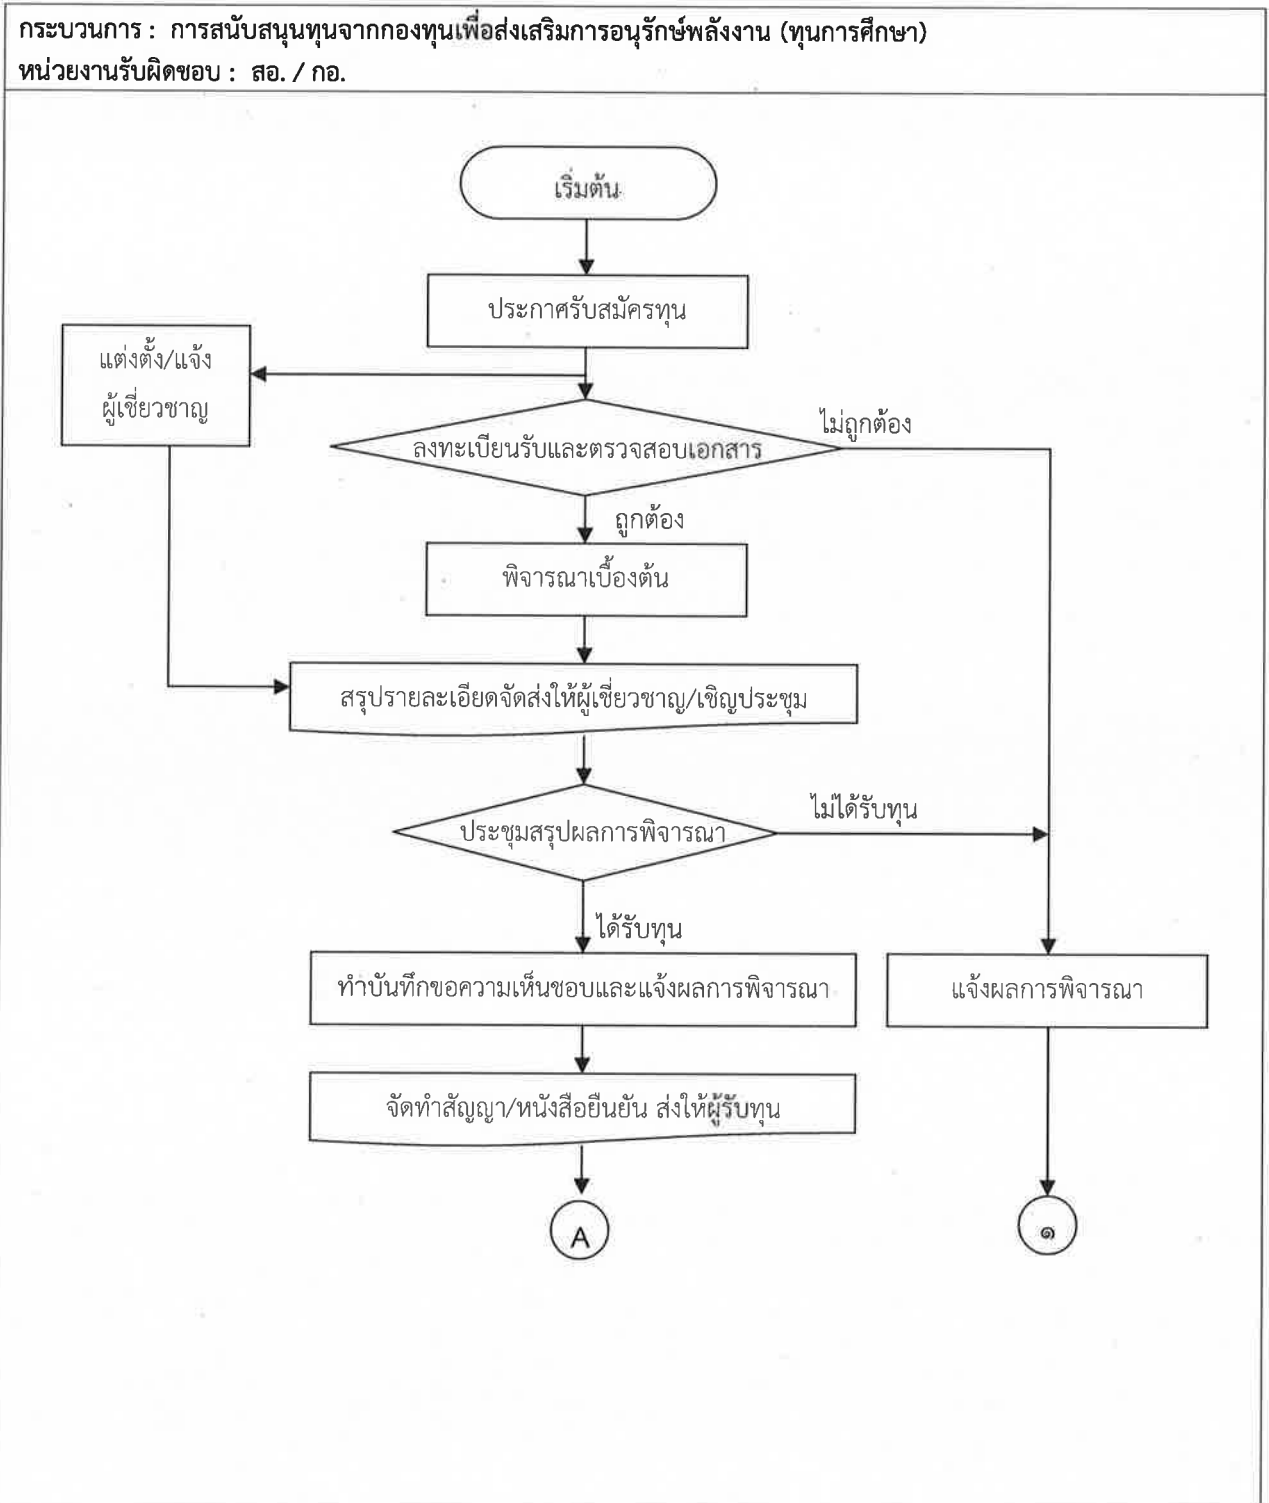 กระบวนการ : การสนับสนุนทุนจากกองทุนเพื่อส่งเสริมการอนุรักษ์พลังงาน (ทุนการศึกษา)
หน่วยงานรับผิดชอบ : สอ. / กอ.
เริ่มต้น
ประกาศรับสมัครทุน
แต่งตั้ง/แจ้ง
ผู้เชี่ยวชาญ
ไม่ถูกต้อง
ลงทะเบียนรับและตรวจสอบเอกสาร
ถูกต้อง
พิจารณาเบื้องต้น
สรุปรายละเอียดจัดส่งให้ผู้เชี่ยวชาญ/เชิญประชุม
ไม่ได้รับทุน
ประชุมสรุปผลการพิจารณา
ได้รับทุน
ทำบันทึกขอความเห็นชอบและแจ้งผลการพิจารณา
แจ้งผลการพิจารณา
จัดทำสัญญา/หนังสือยืนยัน ส่งให้ผู้รับทุน
A
๑